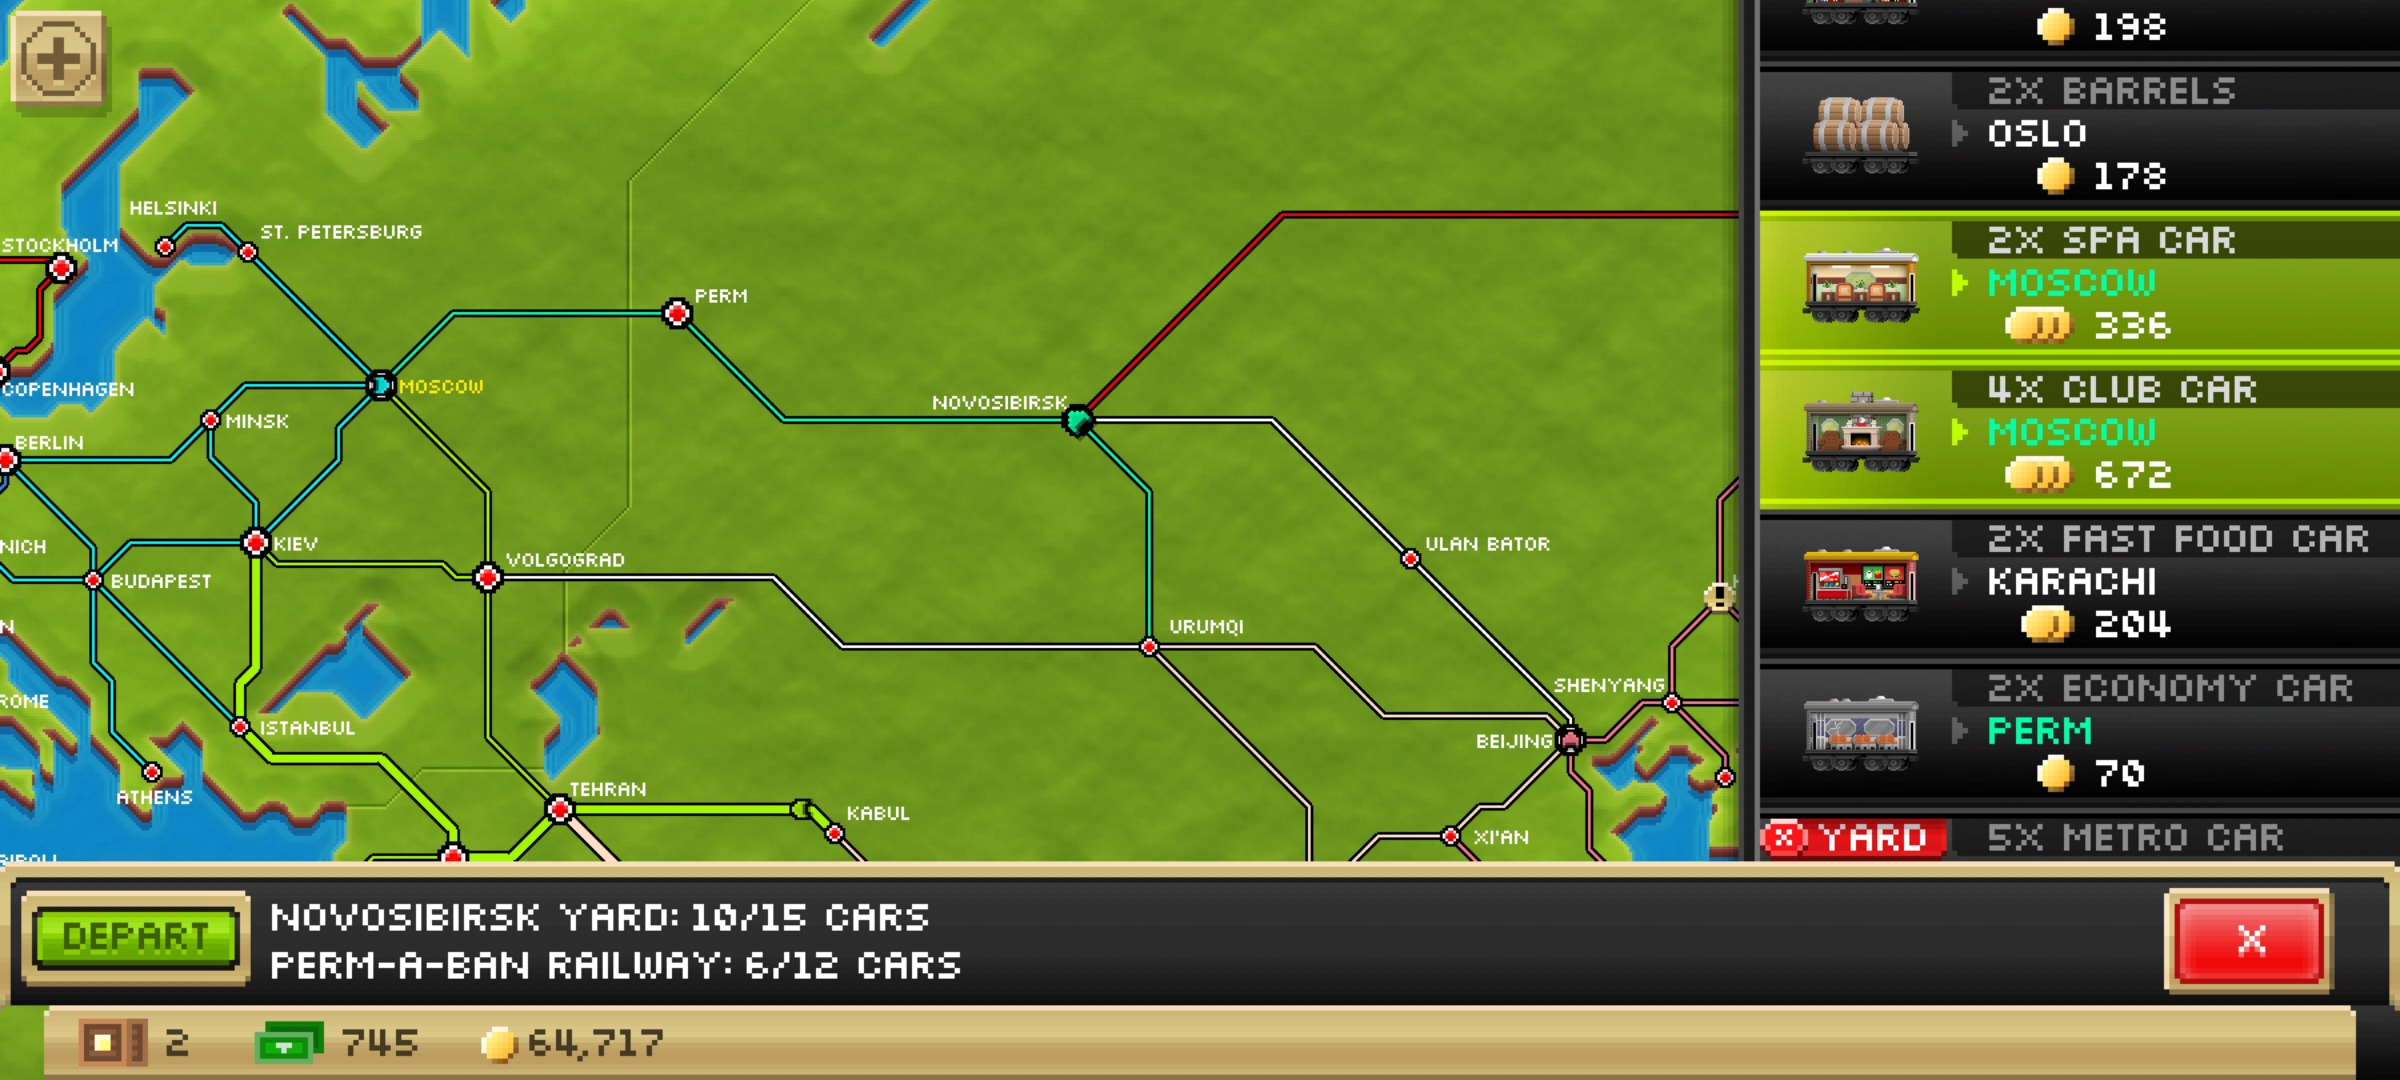 198
2X BARRELS
OSLO
178
2X SPA CAR
MOSCOW
336
4X CLUB CAR
MOSCOW
672
2X FAST FOOD CAR
KARACHI
204
2X ECONOMY CAR
PERM
70
YARD
5X METRO CAR
HELSINKI
ST. PETERSBURG
STOCKHOLM
PERM
COPENHAGEN
MOSCOW
NOVOSIBIRSK
MINSK
BERLIN
NICH
KIEV
VOLGOGRAD
ULAN BATOR
BUDAPEST
N
URUMQI
SHENYANG
ROME
ISTANBUL
BEIJING
ATHENS
TEHRAN
KABUL
XI'AN
DEPART
NOVOSIBIRSK YARD: 10/15 CARS
PERM-A-BAN RAILWAY: 6/12 CARS
X
2
745
64,717